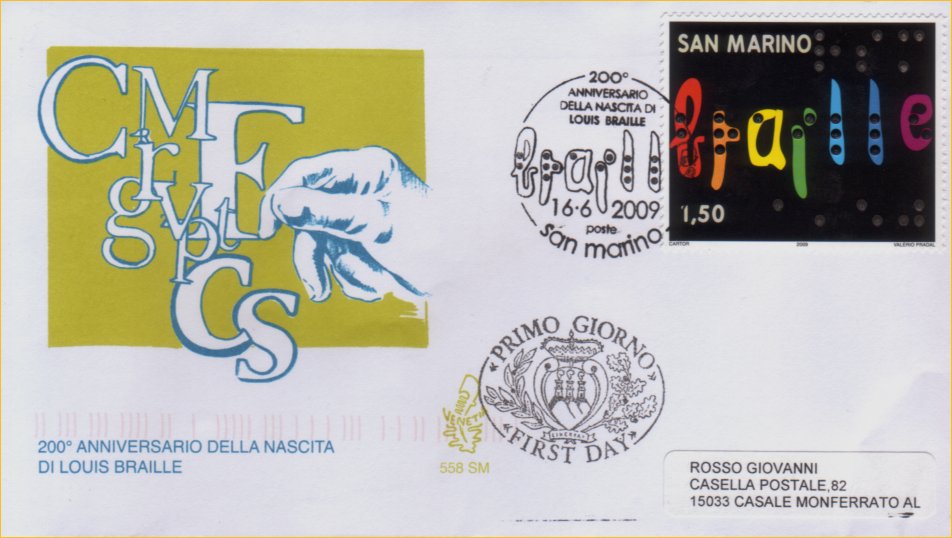 C M E r r g v p t C S
200° ANNIVERSARIO DELLA NASCITA
DI LOUIS BRAILLE
558 SM
200°
ANNIVERSARIO
DELLA NASCITA DI
LOUIS BRAILLE
braille
16·6 2009
poste
san marino
SAN MARINO
braille
1,50
CARTOR
2009
VALERIO PRADAL
«PRIMO GIORNO»
LIBERTAS
«FIRST DAY»
ROSSO GIOVANNI
CASELLA POSTALE,82
15033 CASALE MONFERRATO AL